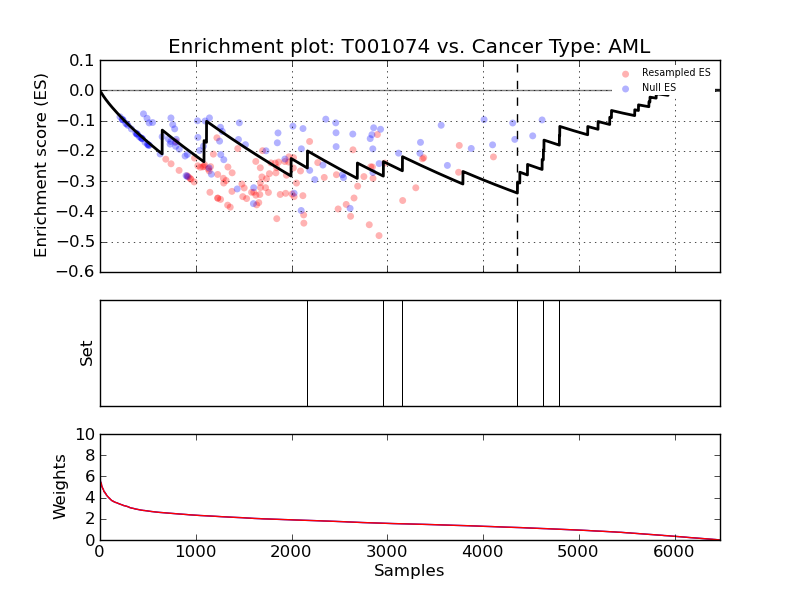 Enrichment plot: T001074 vs. Cancer Type: AML
Enrichment score (ES)
0.1
0.0
−0.1
−0.2
−0.3
−0.4
−0.5
−0.6
Resampled ES
Null ES
Set
Weights
10
8
6
4
2
0
0 1000 2000 3000 4000 5000 6000
Samples